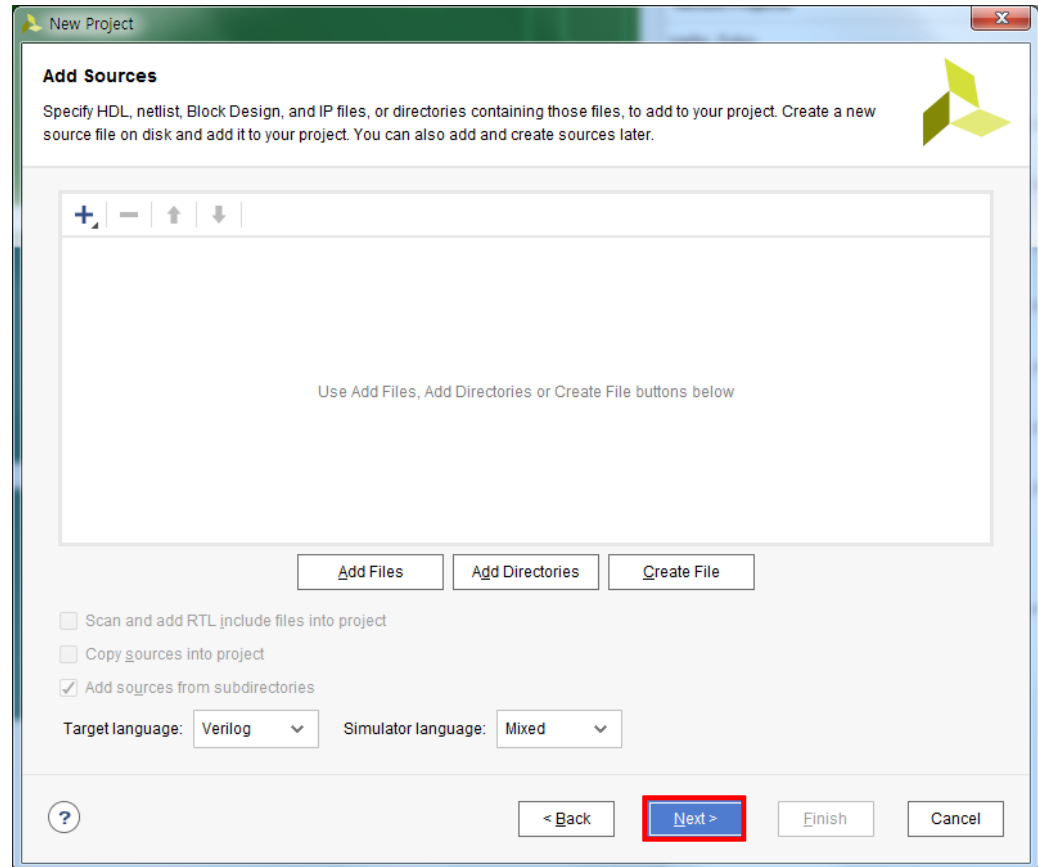 New Project
Add Sources
Specify HDL, netlist, Block Design, and IP files, or directories containing those files, to add to your project. Create a new
source file on disk and add it to your project. You can also add and create sources later.
Use Add Files, Add Directories or Create File buttons below
Add Files Add Directories Create File
Scan and add RTL include files into project
Copy sources into project
Add sources from subdirectories
Target language: Verilog Simulator language: Mixed
? < Back Next > Finish Cancel